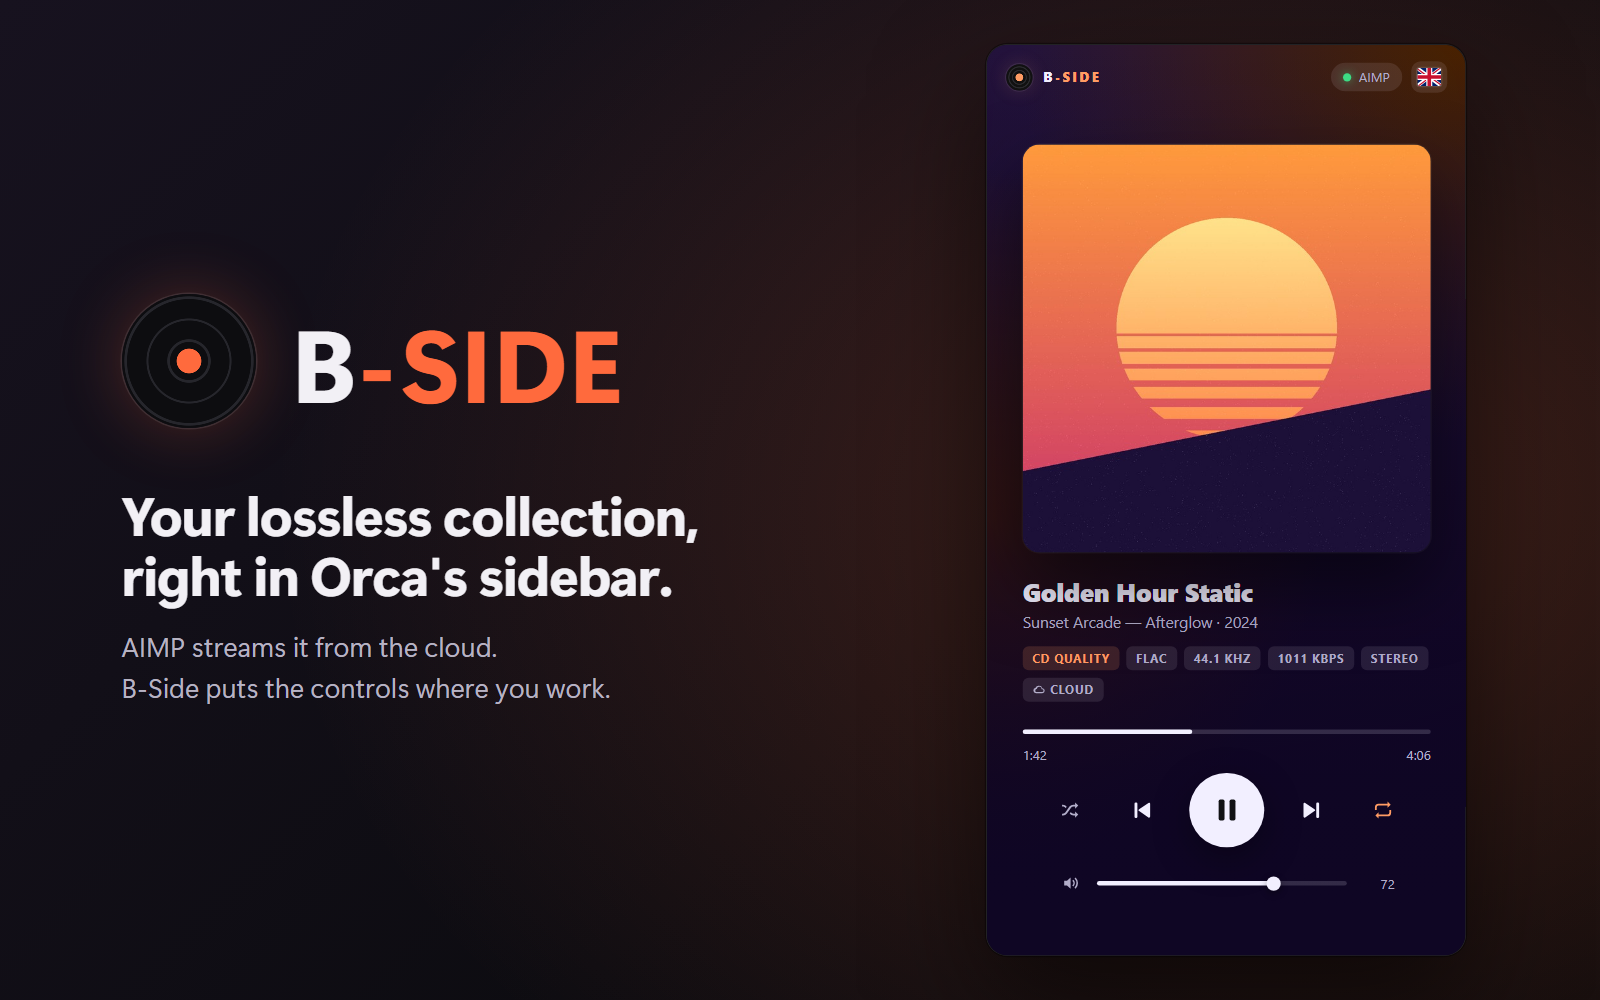 B-SIDE
Your lossless collection,
right in Orca's sidebar.
AIMP streams it from the cloud.
B-Side puts the controls where you work.
B-SIDE
AIMP
Golden Hour Static
Sunset Arcade — Afterglow · 2024
CD QUALITY FLAC 44.1 KHZ 1011 KBPS STEREO
CLOUD
1:42 4:06
72